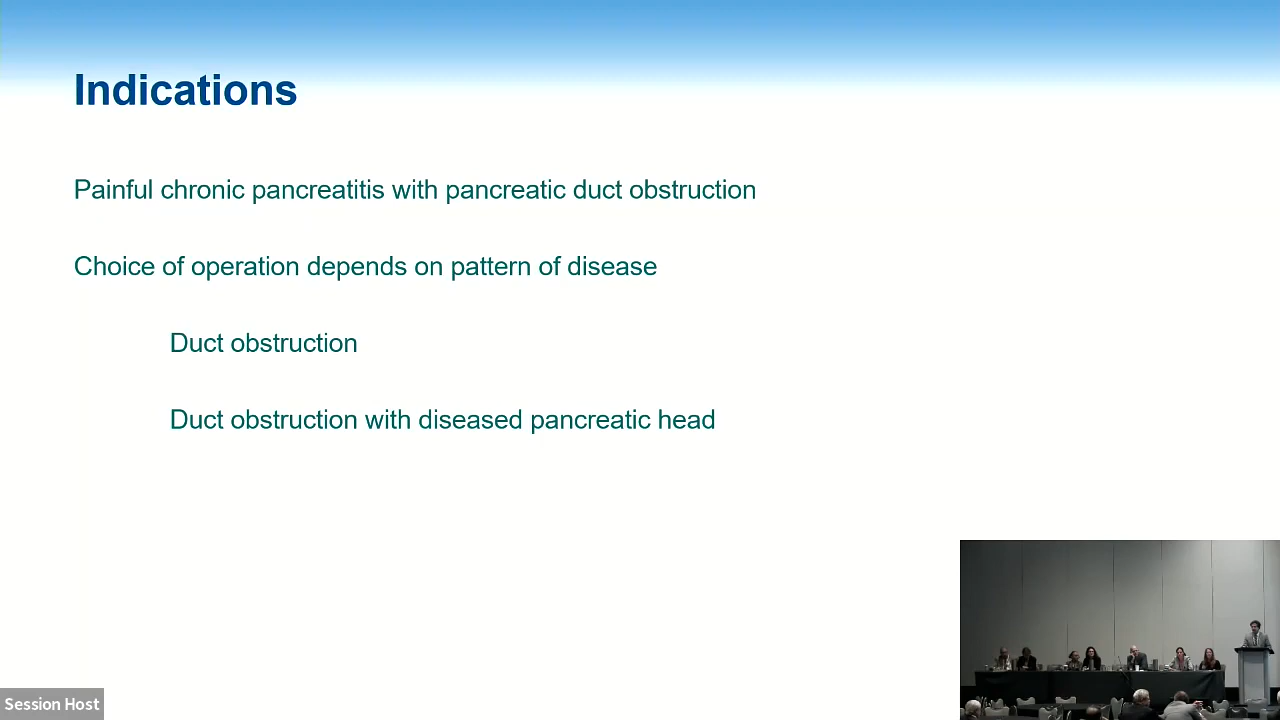 Indications
Painful chronic pancreatitis with pancreatic duct obstruction
Choice of operation depends on pattern of disease
Duct obstruction
Duct obstruction with diseased pancreatic head
Session Host